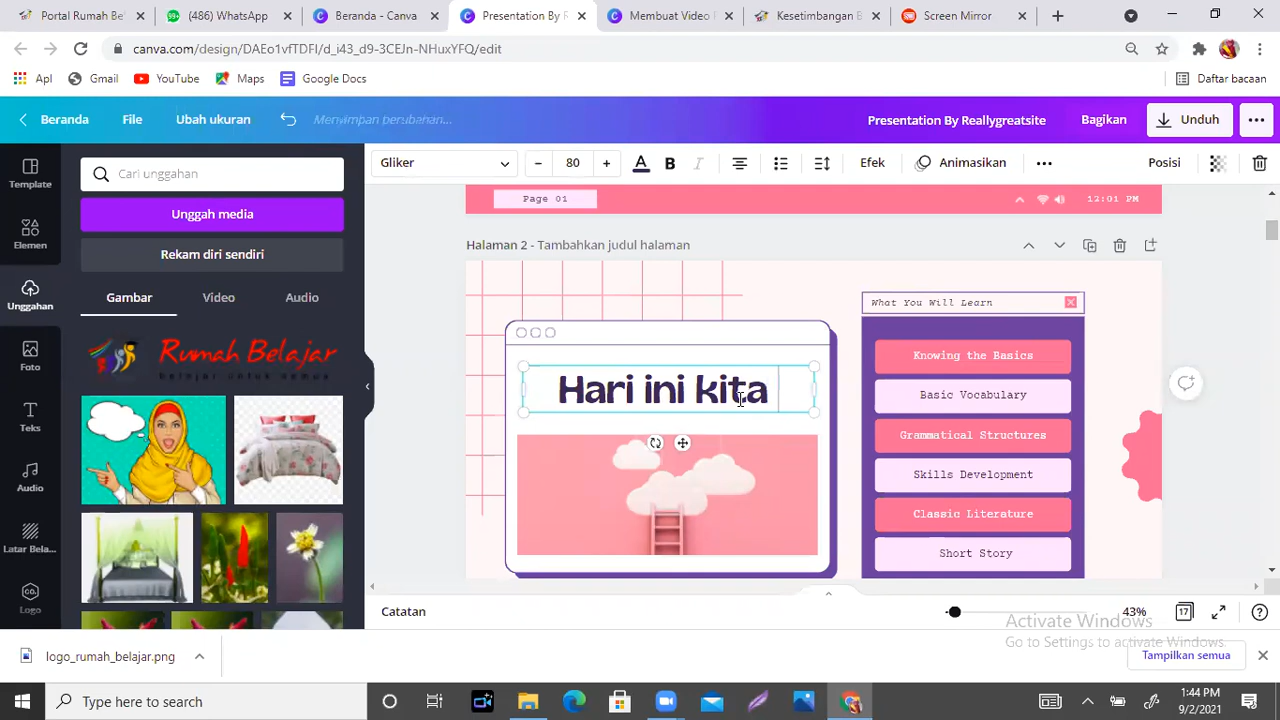 Portal Rumah Be
(486) WhatsApp
Beranda - Canva
Presentation By R
Membuat Video P
Kesetimbangan B
Screen Mirror
canva.com/design/DAEo1vfTDFI/d_i43_d9-3CEJn-NHuxYFQ/edit
Apl
Gmail
YouTube
Maps
Google Docs
Daftar bacaan
Beranda
File
Ubah ukuran
Menyimpan perubahan...
Presentation By Reallygreatsite
Bagikan
Unduh
Template
Elemen
Unggahan
Foto
Teks
Audio
Latar Bela...
Logo
Cari unggahan
Unggah media
Rekam diri sendiri
Gambar
Video
Audio
Rumah Belajar
belajar untuk semua
Gliker
80
Efek
Animasikan
Posisi
Page 01
12:01 PM
Halaman 2 - Tambahkan judul halaman
Hari ini kita
What You Will Learn
Knowing the Basics
Basic Vocabulary
Grammatical Structures
Skills Development
Classic Literature
Short Story
Catatan
43%
17
Activate Windows
Go to Settings to activate Windows.
logo_rumah_belajar.png
Tampilkan semua
Type here to search
1:44 PM
9/2/2021